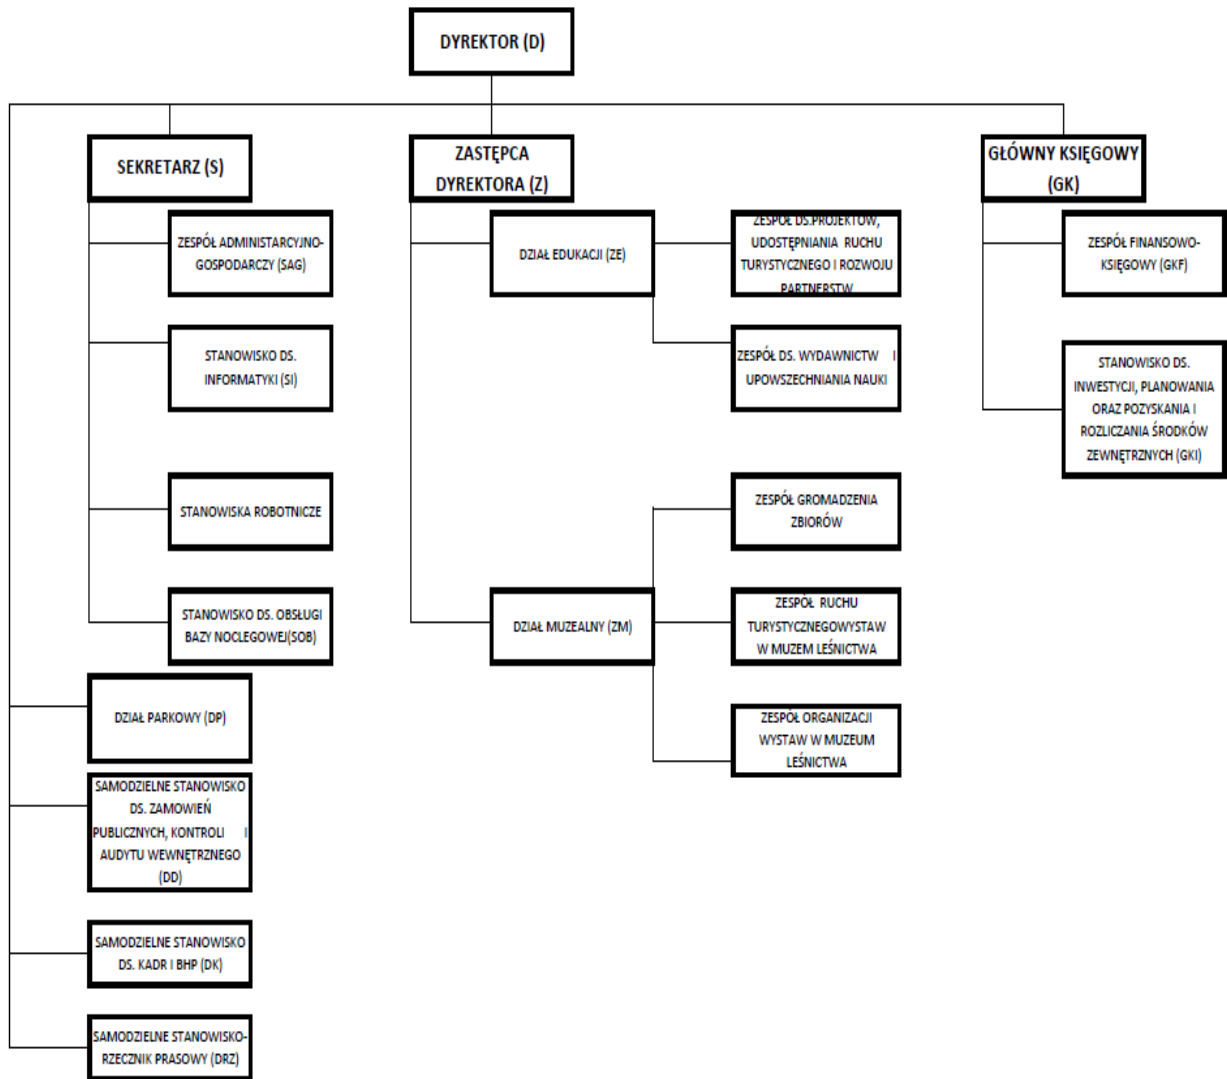 DYREKTOR (D)
SEKRETARZ (S)
ZESPÓŁ ADMINISTARCYJNO-
GOSPODARCZY (SAG)
STANOWISKO DS.
INFORMATYKI (SI)
STANOWISKA ROBOTNICZE
STANOWISKO DS. OBSŁUGI
BAZY NOCLEGOWEJ(SOB)
ZASTĘPCA
DYREKTORA (Z)
DZIAŁ EDUKACJI (ZE)
ZESPÓŁ DS.PROJEKTÓW,
UDOSTĘPNIANIA RUCHU
TURYSTYCZNEGO I ROZWOJU
PARTNERSTW
ZESPÓŁ DS. WYDAWNICTW I
UPOWSZECHNIANIA NAUKI
DZIAŁ MUZEALNY (ZM)
ZESPÓŁ GROMADZENIA
ZBIORÓW
ZESPÓŁ RUCHU
TURYSTYCZNEGOWYSTAW
W MUZEM LEŚNICTWA
ZESPÓŁ ORGANIZACJI
WYSTAW W MUZEUM
LEŚNICTWA
GŁÓWNY KSIĘGOWY
(GK)
ZESPÓŁ FINANSOWO-
KSIĘGOWY (GKF)
STANOWISKO DS.
INWESTYCJI, PLANOWANIA
ORAZ POZYSKANIA I
ROZLICZANIA ŚRODKÓW
ZEWNĘTRZNYCH (GKI)
DZIAŁ PARKOWY (DP)
SAMODZIELNE STANOWISKO
DS. ZAMOWIEŃ
PUBLICZNYCH, KONTROLI I
AUDYTU WEWNĘTRZNEGO
(DD)
SAMODZIELNE STANOWISKO
DS. KADR I BHP (DK)
SAMODZIELNE STANOWISKO-
RZECZNIK PRASOWY (DRZ)